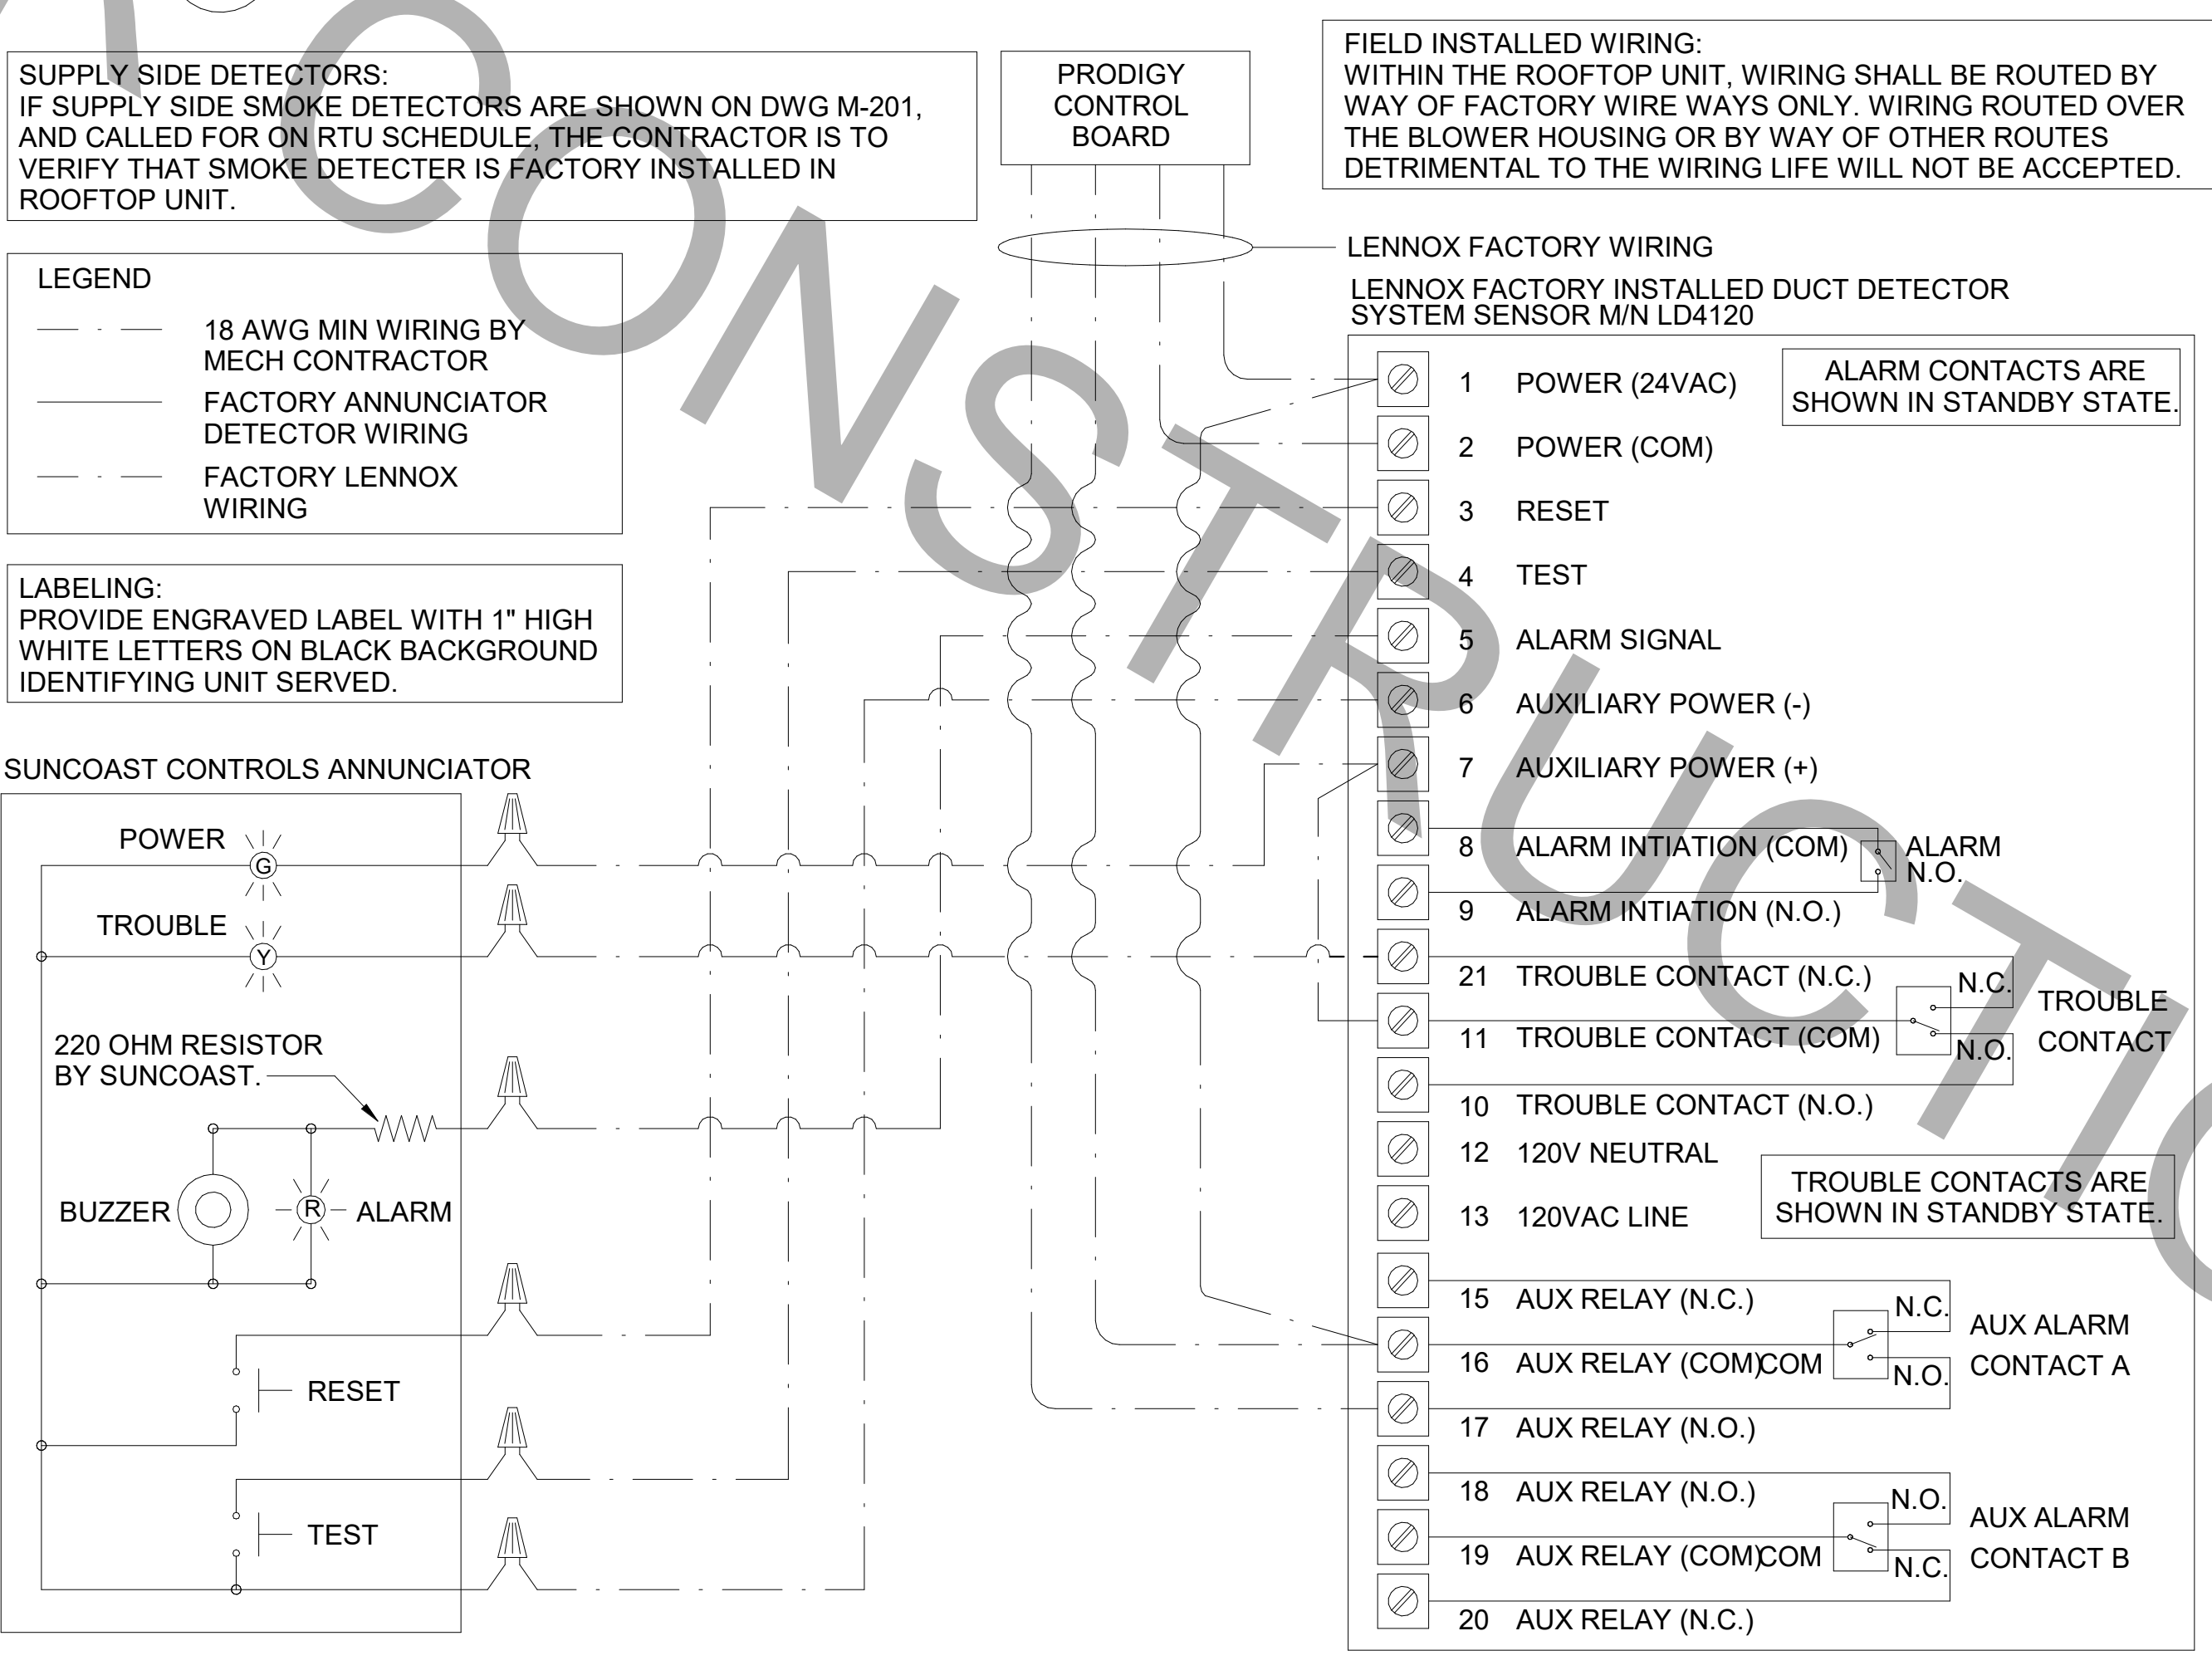 SUPPLY SIDE DETECTORS:
IF SUPPLY SIDE SMOKE DETECTORS ARE SHOWN ON DWG M-201,
AND CALLED FOR ON RTU SCHEDULE, THE CONTRACTOR IS TO
VERIFY THAT SMOKE DETECTER IS FACTORY INSTALLED IN
ROOFTOP UNIT.
PRODIGY
CONTROL
BOARD
FIELD INSTALLED WIRING:
WITHIN THE ROOFTOP UNIT, WIRING SHALL BE ROUTED BY
WAY OF FACTORY WIRE WAYS ONLY. WIRING ROUTED OVER
THE BLOWER HOUSING OR BY WAY OF OTHER ROUTES
DETRIMENTAL TO THE WIRING LIFE WILL NOT BE ACCEPTED.
LENNOX FACTORY WIRING
LEGEND
18 AWG MIN WIRING BY
MECH CONTRACTOR
FACTORY ANNUNCIATOR
DETECTOR WIRING
FACTORY LENNOX
WIRING
LABELING:
PROVIDE ENGRAVED LABEL WITH 1" HIGH
WHITE LETTERS ON BLACK BACKGROUND
IDENTIFYING UNIT SERVED.
SUNCOAST CONTROLS ANNUNCIATOR
POWER
G
TROUBLE
Y
220 OHM RESISTOR
BY SUNCOAST.
BUZZER
R
ALARM
RESET
TEST
LENNOX FACTORY INSTALLED DUCT DETECTOR
SYSTEM SENSOR M/N LD4120
1 POWER (24VAC)
ALARM CONTACTS ARE
SHOWN IN STANDBY STATE.
2 POWER (COM)
3 RESET
4 TEST
5 ALARM SIGNAL
6 AUXILIARY POWER (-)
7 AUXILIARY POWER (+)
8 ALARM INTIATION (COM)
ALARM
N.O.
9 ALARM INTIATION (N.O.)
21 TROUBLE CONTACT (N.C.)
N.C.
TROUBLE
CONTACT
11 TROUBLE CONTACT (COM)
N.O.
10 TROUBLE CONTACT (N.O.)
12 120V NEUTRAL
13 120VAC LINE
TROUBLE CONTACTS ARE
SHOWN IN STANDBY STATE.
15 AUX RELAY (N.C.)
N.C.
AUX ALARM
CONTACT A
16 AUX RELAY (COM)
COM
N.O.
17 AUX RELAY (N.O.)
18 AUX RELAY (N.O.)
N.O.
AUX ALARM
CONTACT B
19 AUX RELAY (COM)
COM
N.C.
20 AUX RELAY (N.C.)